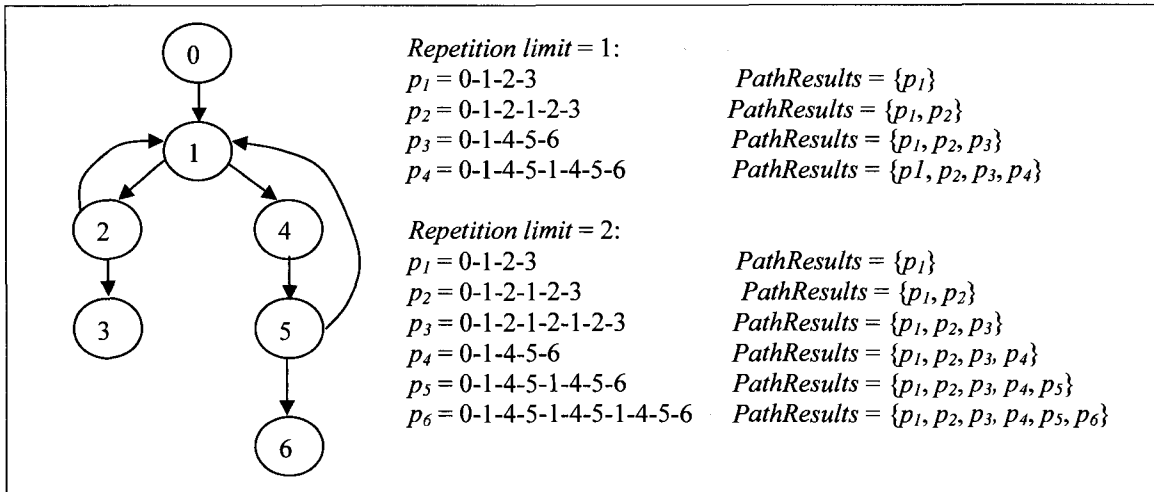 0
1
2
4
3
5
6
Repetition limit = 1:
p1 = 0-1-2-3 PathResults = {p1}
p2 = 0-1-2-1-2-3 PathResults = {p1, p2}
p3 = 0-1-4-5-6 PathResults = {p1, p2, p3}
p4 = 0-1-4-5-1-4-5-6 PathResults = {p1, p2, p3, p4}
Repetition limit = 2:
p1 = 0-1-2-3 PathResults = {p1}
p2 = 0-1-2-1-2-3 PathResults = {p1, p2}
p3 = 0-1-2-1-2-1-2-3 PathResults = {p1, p2, p3}
p4 = 0-1-4-5-6 PathResults = {p1, p2, p3, p4}
p5 = 0-1-4-5-1-4-5-6 PathResults = {p1, p2, p3, p4, p5}
p6 = 0-1-4-5-1-4-5-1-4-5-6 PathResults = {p1, p2, p3, p4, p5, p6}